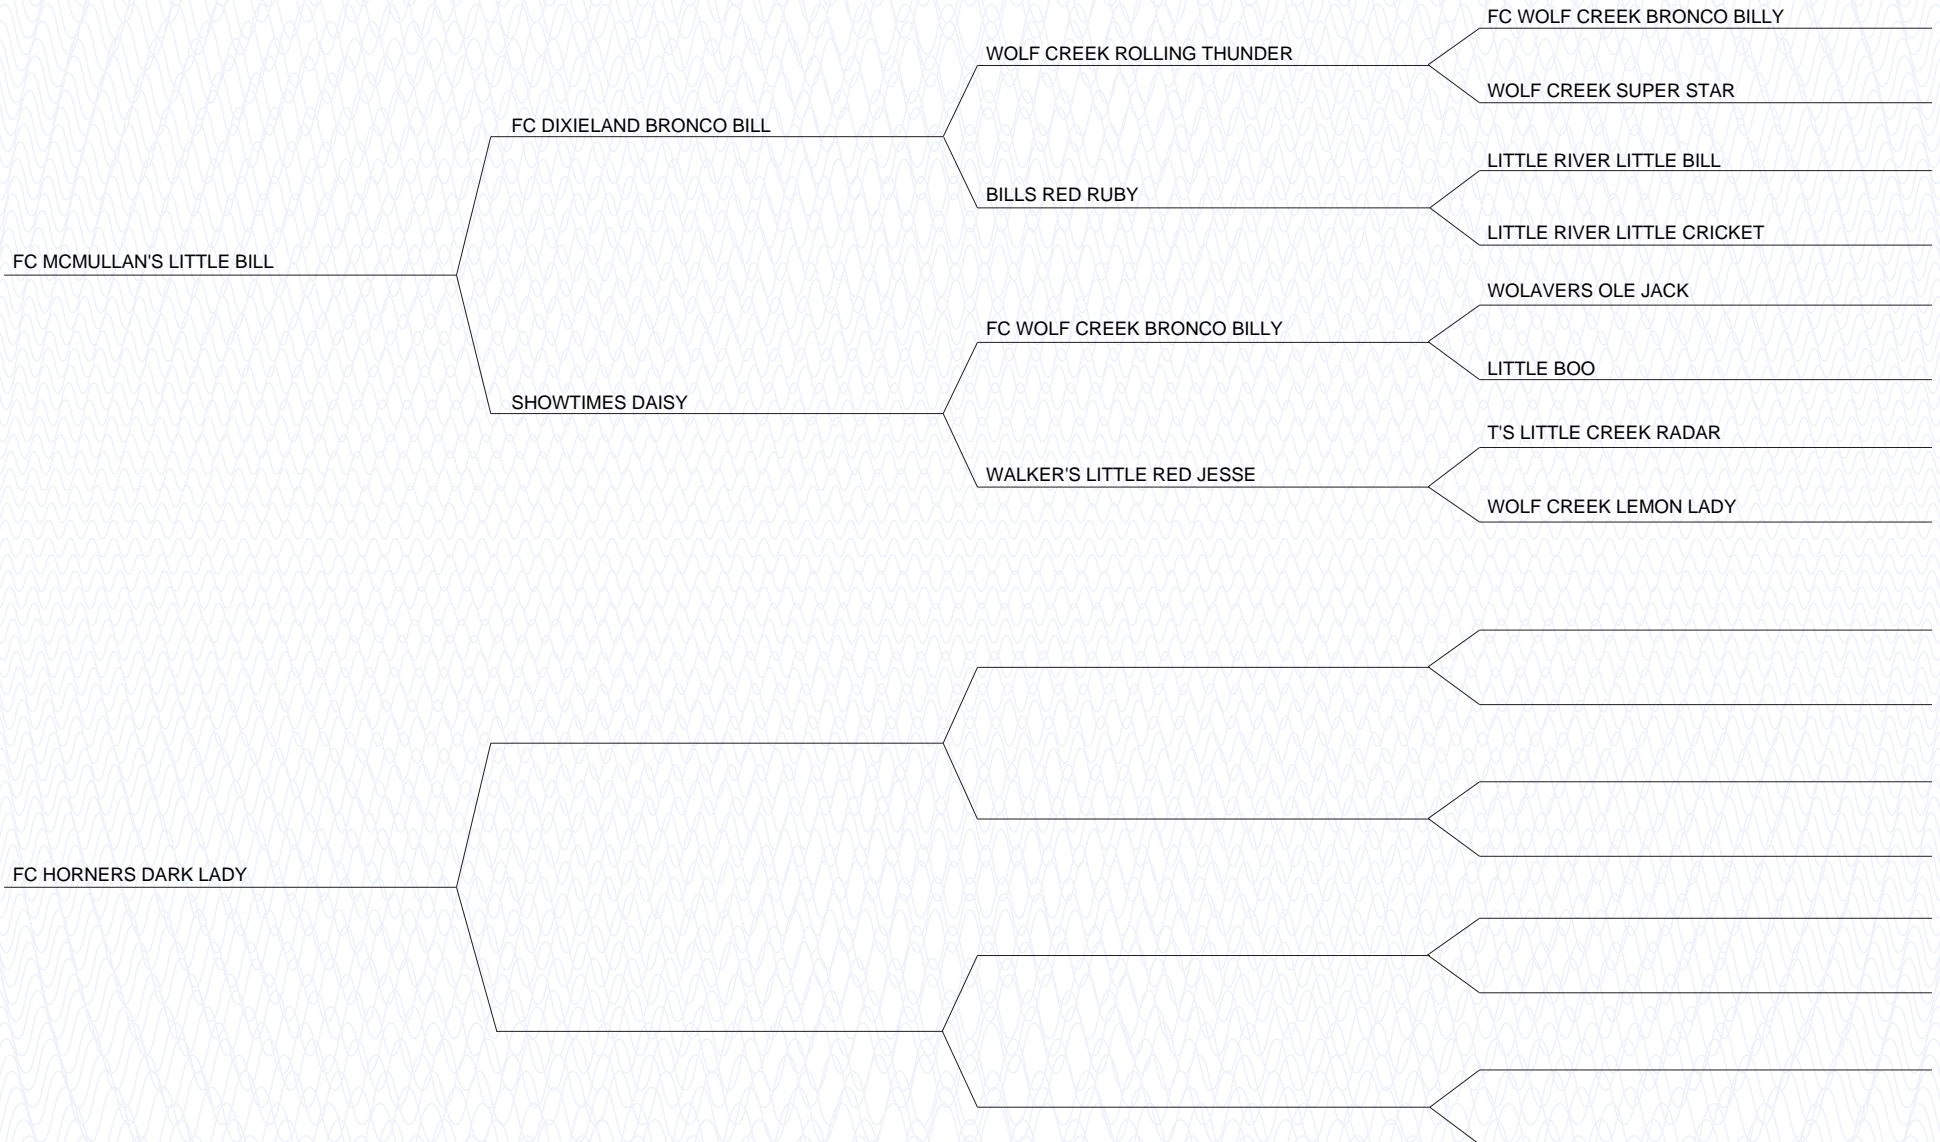 FC WOLF CREEK BRONCO BILLY
WOLF CREEK ROLLING THUNDER
WOLF CREEK SUPER STAR
FC DIXIELAND BRONCO BILL
LITTLE RIVER LITTLE BILL
BILLS RED RUBY
LITTLE RIVER LITTLE CRICKET
FC MCMULLAN'S LITTLE BILL
WOLAVERS OLE JACK
FC WOLF CREEK BRONCO BILLY
LITTLE BOO
SHOWTIMES DAISY
T'S LITTLE CREEK RADAR
WALKER'S LITTLE RED JESSE
WOLF CREEK LEMON LADY
FC HORNERS DARK LADY